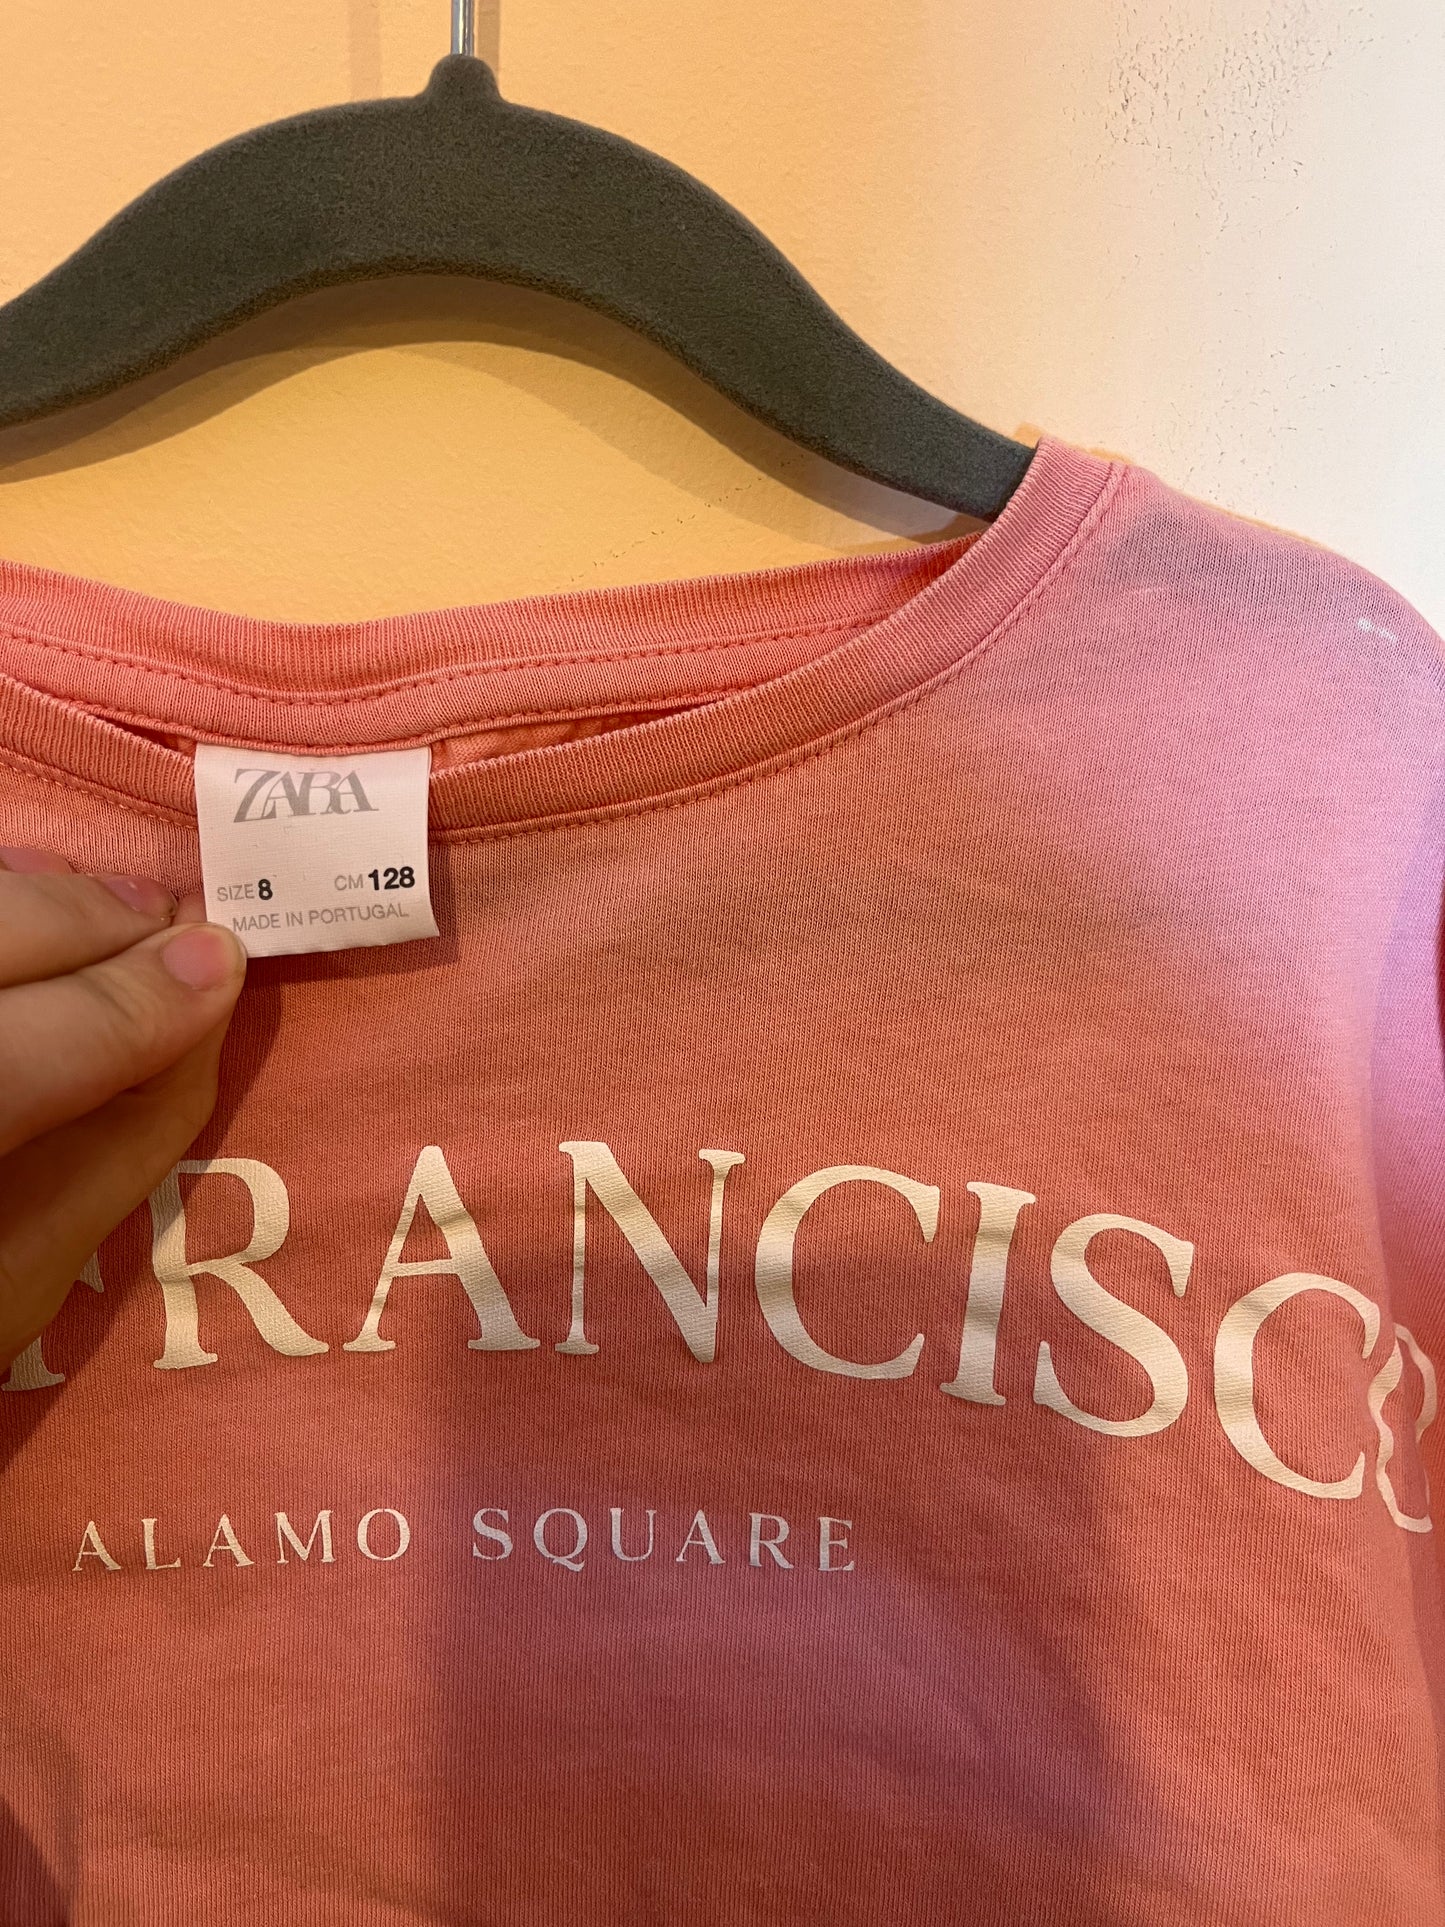 ZARA
SIZE 8 CM 128
MADE IN PORTUGAL
FRANCISCO
ALAMO SQUARE